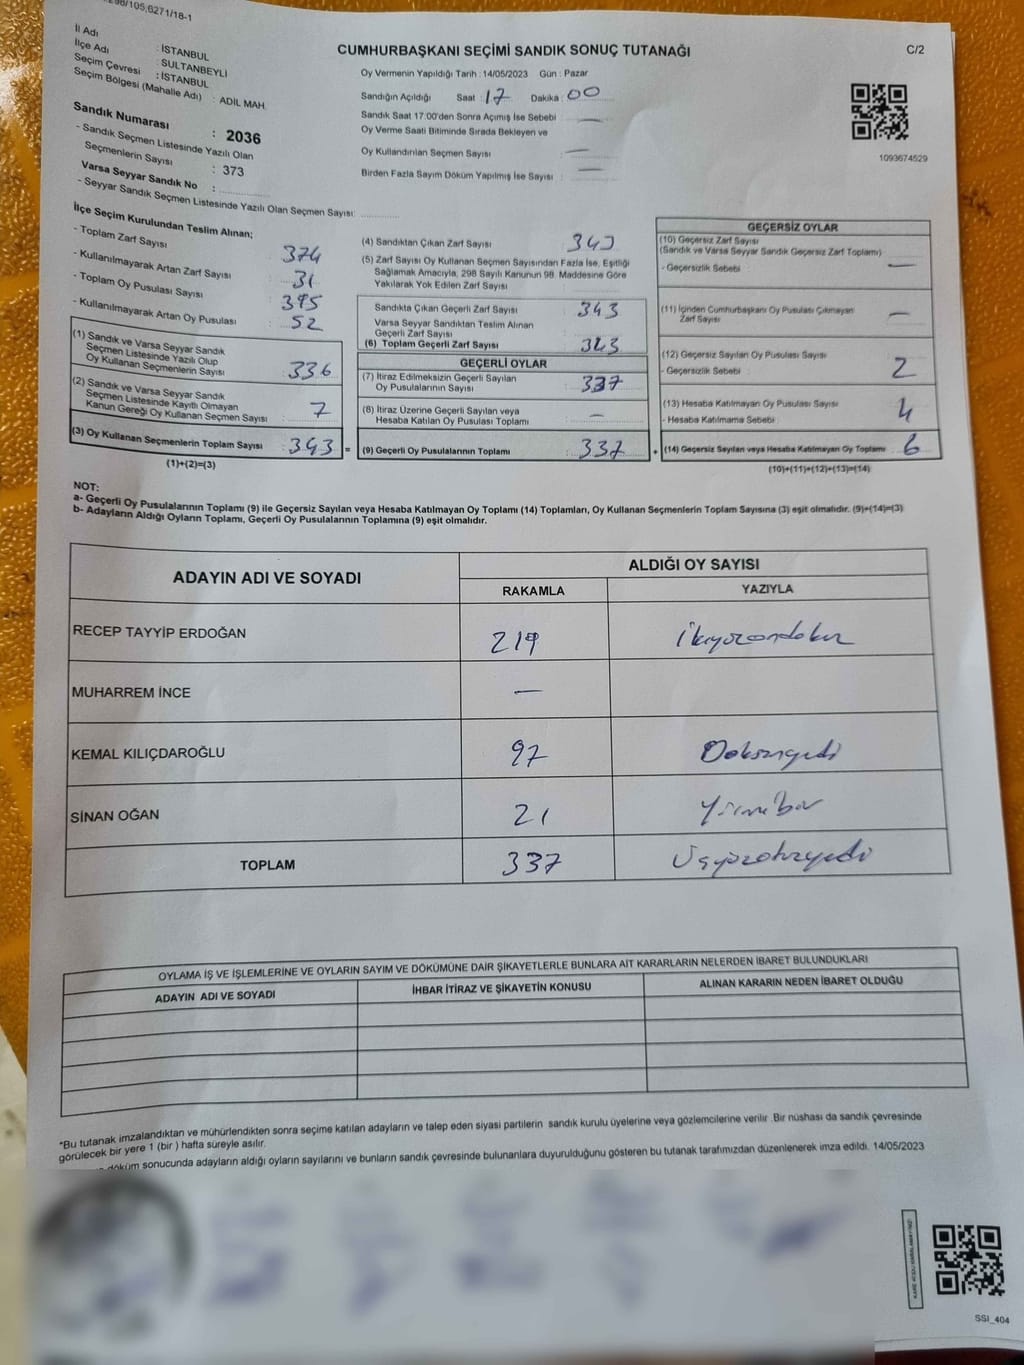 298/105,6271/18-1
İl Adı : İSTANBUL
İlçe Adı : SULTANBEYLİ
Seçim Çevresi : İSTANBUL
Seçim Bölgesi (Mahalle Adı) : ADİL MAH.
CUMHURBAŞKANI SEÇİMİ SANDIK SONUÇ TUTANAĞI
C/2
Oy Vermenin Yapıldığı Tarih : 14/05/2023 Gün : Pazar
Sandığın Açıldığı Saat : 17 Dakika : 00
Sandık Saat 17:00'den Sonra Açımış İse Sebebi —
Oy Verme Saati Bitiminde Sırada Bekleyen ve
Oy Kullandırılan Seçmen Sayısı —
Birden Fazla Sayım Döküm Yapılmış İse Sayısı —
1093674529
Sandık Numarası : 2036
- Sandık Seçmen Listesinde Yazılı Olan
Seçmenlerin Sayısı : 373
Varsa Seyyar Sandık No :
- Seyyar Sandık Seçmen Listesinde Yazılı Olan Seçmen Sayısı:
İlçe Seçim Kurulundan Teslim Alınan;
- Toplam Zarf Sayısı 374
- Kullanılmayarak Artan Zarf Sayısı 31
- Toplam Oy Pusulası Sayısı 395
- Kullanılmayarak Artan Oy Pusulası 52
(1) Sandık ve Varsa Seyyar Sandık
Seçmen Listesinde Yazılı Olup
Oy Kullanan Seçmenlerin Sayısı : 336
(2) Sandık ve Varsa Seyyar Sandık
Seçmen Listesinde Kayıtlı Olmayan
Kanun Gereği Oy Kullanan Seçmen Sayısı : 7
(3) Oy Kullanan Seçmenlerin Toplam Sayısı : 343 =
(1)+(2)=(3)
(4) Sandıktan Çıkan Zarf Sayısı 343
(5) Zarf Sayısı Oy Kullanan Seçmen Sayısından Fazla İse, Eşitliği
Sağlamak Amacıyla, 298 Sayılı Kanunun 98. Maddesine Göre
Yakılarak Yok Edilen Zarf Sayısı
Sandıkta Çıkan Geçerli Zarf Sayısı : 343
Varsa Seyyar Sandıktan Teslim Alınan
Geçerli Zarf Sayısı
(6) Toplam Geçerli Zarf Sayısı : 343
GEÇERLİ OYLAR
(7) İtiraz Edilmeksizin Geçerli Sayılan
Oy Pusulalarının Sayısı : 337
(8) İtiraz Üzerine Geçerli Sayılan veya
Hesaba Katılan Oy Pusulası Toplamı —
(9) Geçerli Oy Pusulalarının Toplamı : 337 +
GEÇERSİZ OYLAR
(10) Geçersiz Zarf Sayısı
(Sandık ve Varsa Seyyar Sandık Geçersiz Zarf Toplamı)
- Geçersizlik Sebebi : —
(11) İçinden Cumhurbaşkanı Oy Pusulası Çıkmayan
Zarf Sayısı —
(12) Geçersiz Sayılan Oy Pusulası Sayısı
- Geçersizlik Sebebi : 2
(13) Hesaba Katılmayan Oy Pusulası Sayısı
- Hesaba Katılmama Sebebi : 4
(14) Geçersiz Sayılan veya Hesaba Katılmayan Oy Toplamı : 6
(10)+(11)+(12)+(13)=(14)
NOT:
a- Geçerli Oy Pusulalarının Toplamı (9) ile Geçersiz Sayılan veya Hesaba Katılmayan Oy Toplamı (14) Toplamları, Oy Kullanan Seçmenlerin Toplam Sayısına (3) eşit olmalıdır. (9)+(14)=(3)
b- Adayların Aldığı Oyların Toplamı, Geçerli Oy Pusulalarının Toplamına (9) eşit olmalıdır.
ADAYIN ADI VE SOYADI
ALDIĞI OY SAYISI
RAKAMLA YAZIYLA
RECEP TAYYİP ERDOĞAN 219 ikiyüzondokuz
MUHARREM İNCE —
KEMAL KILIÇDAROĞLU 97 Doksanyedi
SİNAN OĞAN 21 Yirmibir
TOPLAM 337 Üçyüzotuzyedi
OYLAMA İŞ VE İŞLEMLERİNE VE OYLARIN SAYIM VE DÖKÜMÜNE DAİR ŞİKAYETLERLE BUNLARA AİT KARARLARIN NELERDEN İBARET BULUNDUKLARI
ADAYIN ADI VE SOYADI İHBAR İTİRAZ VE ŞİKAYETİN KONUSU ALINAN KARARIN NEDEN İBARET OLDUĞU
*Bu tutanak imzalandıktan ve mühürlendikten sonra seçime katılan adayların ve talep eden siyasi partilerin sandık kurulu üyelerine veya gözlemcilerine verilir. Bir nüshası da sandık çevresinde
görülecek bir yere 1 (bir) hafta süreyle asılır.
döküm sonucunda adayların aldığı oyların sayılarını ve bunların sandık çevresinde bulunanlara duyurulduğunu gösteren bu tutanak tarafımızdan düzenlenerek imza edildi. 14/05/2023
SSI_404